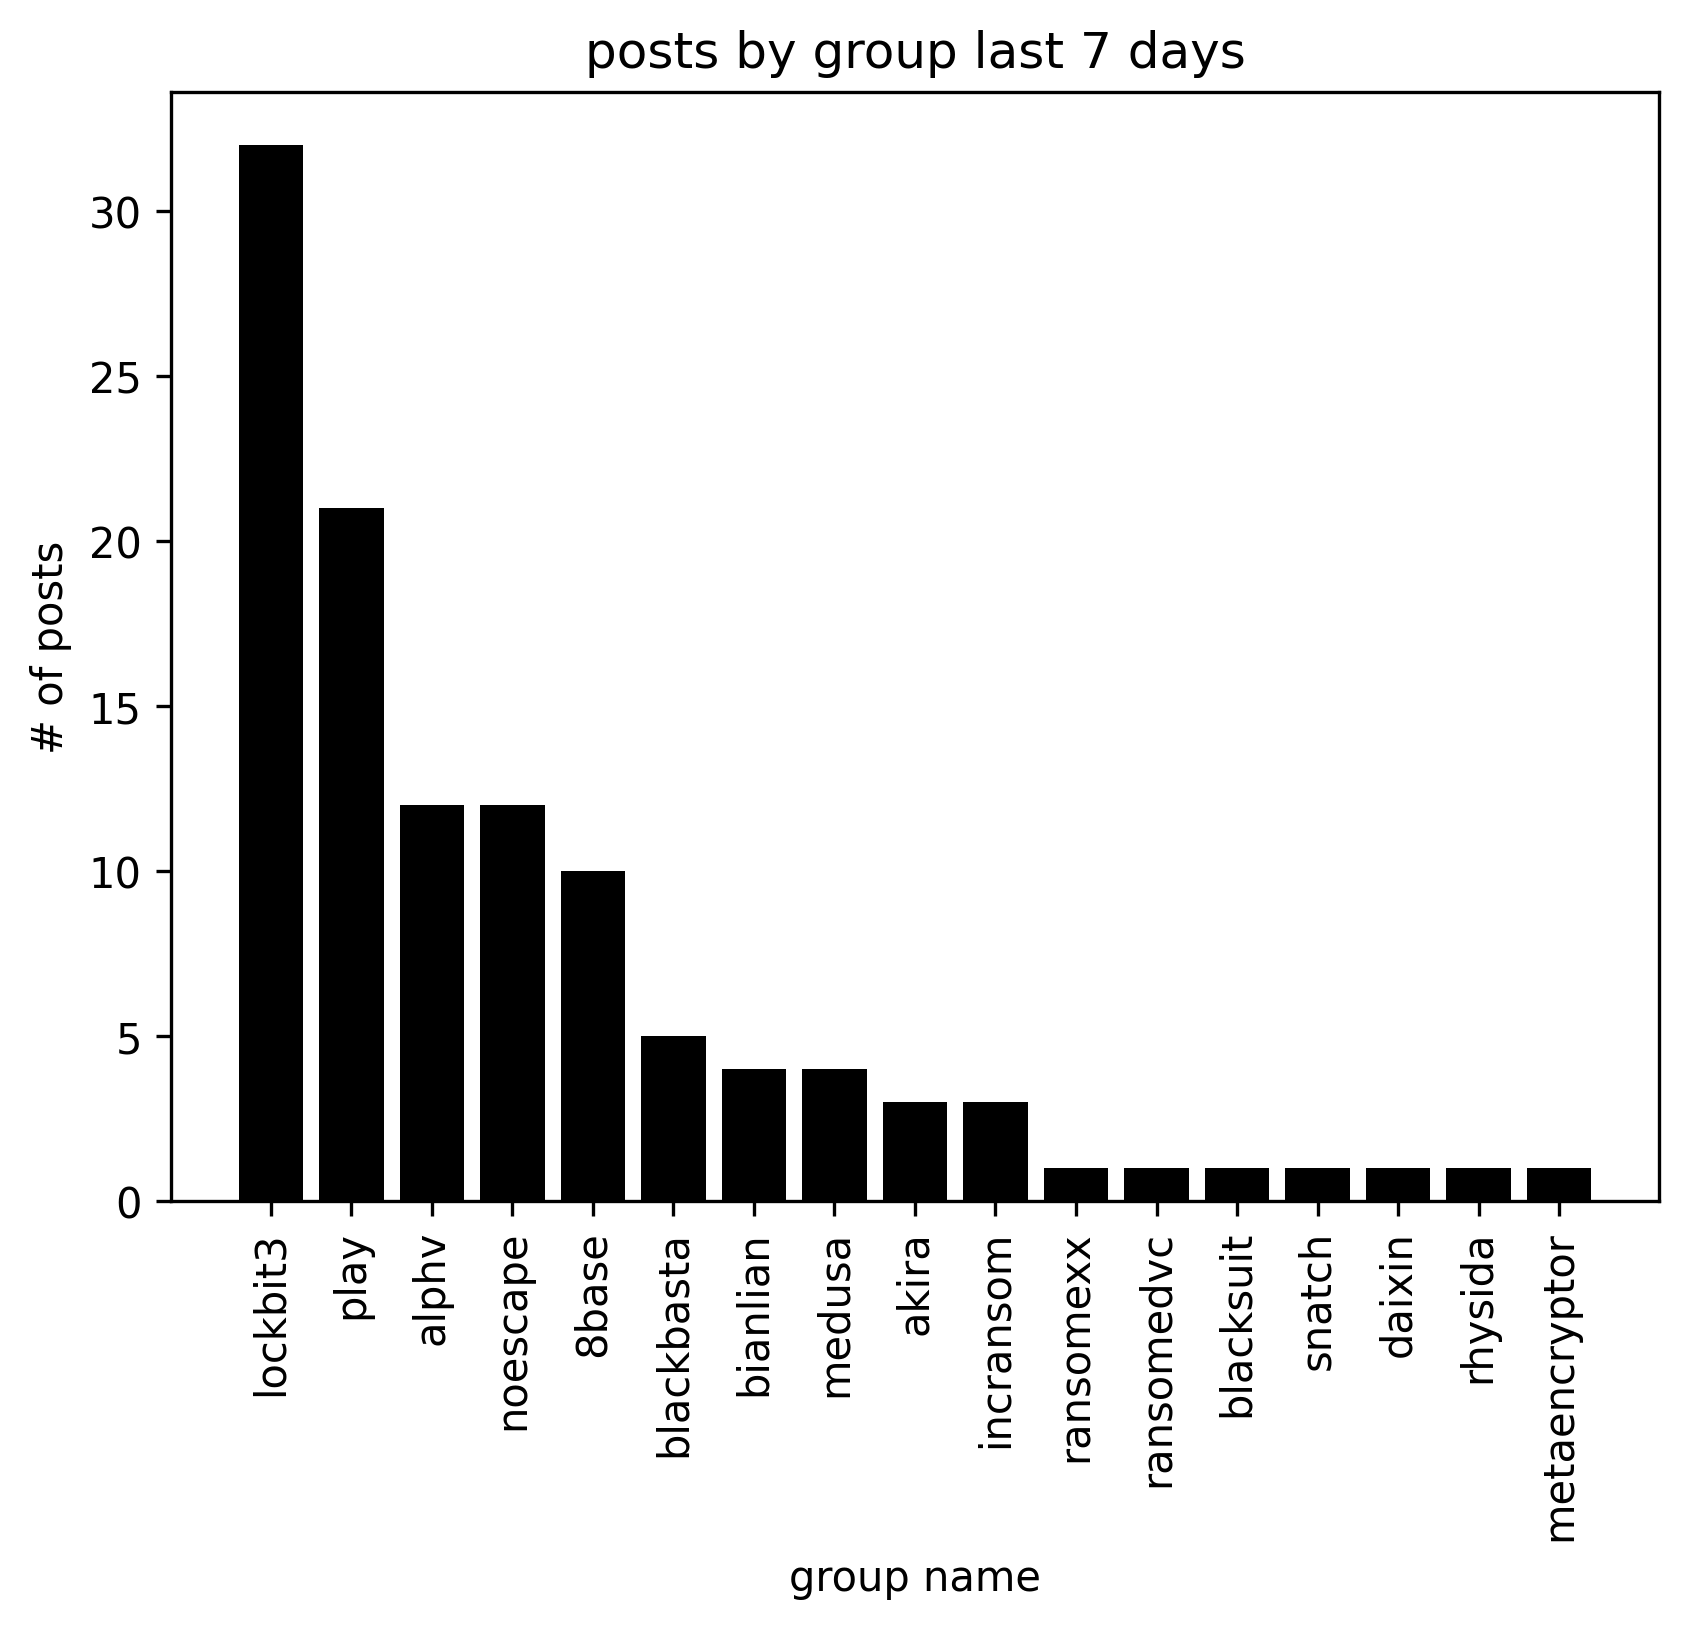 posts by group last 7 days
# of posts
30
25
20
15
10
5
0
lockbit3
play
alphv
noescape
8base
blackbasta
bianlian
medusa
akira
incransom
ransomexx
ransomedvc
blacksuit
snatch
daixin
rhysida
metaencryptor
group name